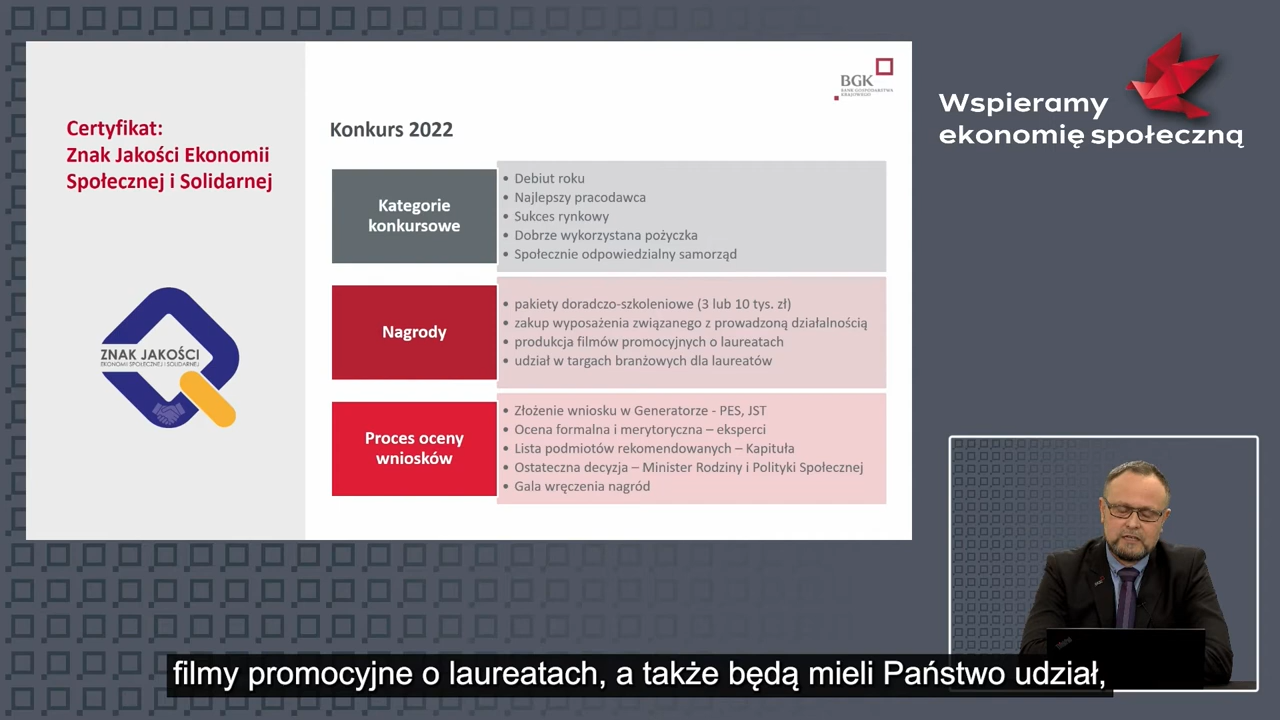 Certyfikat:
Znak Jakości Ekonomii
Społecznej i Solidarnej
ZNAK JAKOŚCI
EKONOMII SPOŁECZNEJ I SOLIDARNEJ
BGK
BANK GOSPODARSTWA
KRAJOWEGO
Konkurs 2022
Kategorie
konkursowe
• Debiut roku
• Najlepszy pracodawca
• Sukces rynkowy
• Dobrze wykorzystana pożyczka
• Społecznie odpowiedzialny samorząd
Nagrody
• pakiety doradczo-szkoleniowe (3 lub 10 tys. zł)
• zakup wyposażenia związanego z prowadzoną działalnością
• produkcja filmów promocyjnych o laureatach
• udział w targach branżowych dla laureatów
Proces oceny
wniosków
• Złożenie wniosku w Generatorze - PES, JST
• Ocena formalna i merytoryczna – eksperci
• Lista podmiotów rekomendowanych – Kapituła
• Ostateczna decyzja – Minister Rodziny i Polityki Społecznej
• Gala wręczenia nagród
Wspieramy
ekonomię społeczną
filmy promocyjne o laureatach, a także będą mieli Państwo udział,